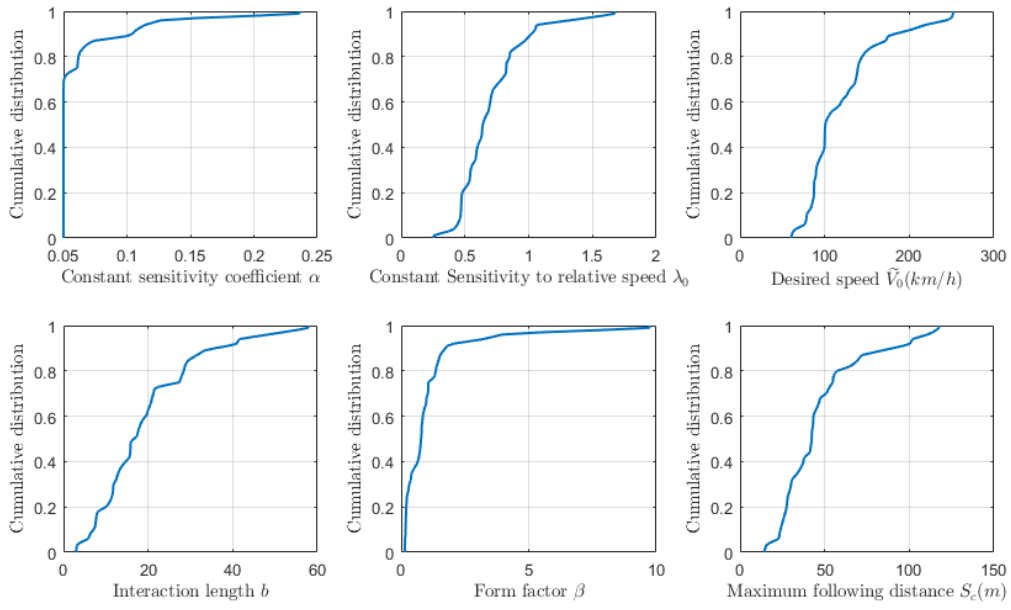 Cumulative distribution
1
0.8
0.6
0.4
0.2
0
0.05 0.1 0.15 0.2 0.25
Constant sensitivity coefficient α
Cumulative distribution
1
0.8
0.6
0.4
0.2
0
0 0.5 1 1.5 2
Constant Sensitivity to relative speed λ₀
Cumulative distribution
1
0.8
0.6
0.4
0.2
0
0 100 200 300
Desired speed Ṽ₀(km/h)
Cumulative distribution
1
0.8
0.6
0.4
0.2
0
0 20 40 60
Interaction length b
Cumulative distribution
1
0.8
0.6
0.4
0.2
0
0 5 10
Form factor β
Cumulative distribution
1
0.8
0.6
0.4
0.2
0
0 50 100 150
Maximum following distance S_c(m)